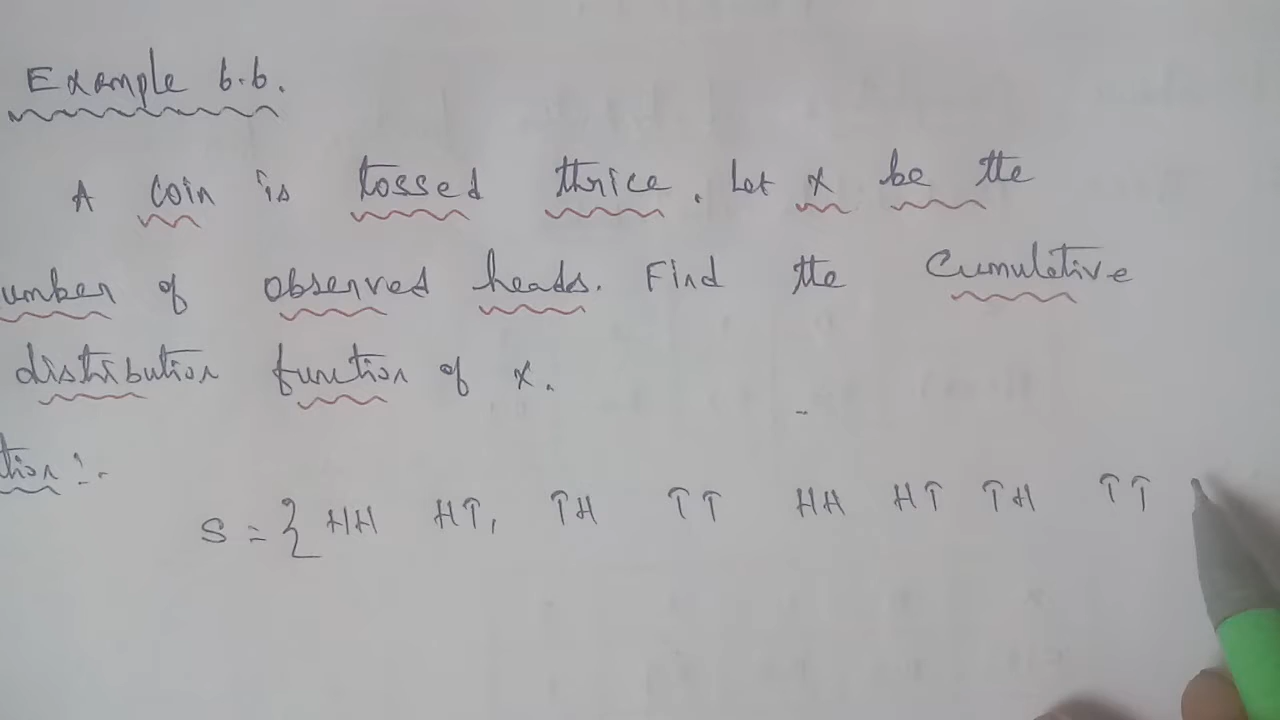 Example 6.6.
A coin is tossed thrice. Let x be the
umber of observed heads. Find the Cumulative
distribution function of x.
tion :-
S = { HH HT, TH TT HH HT TH TT